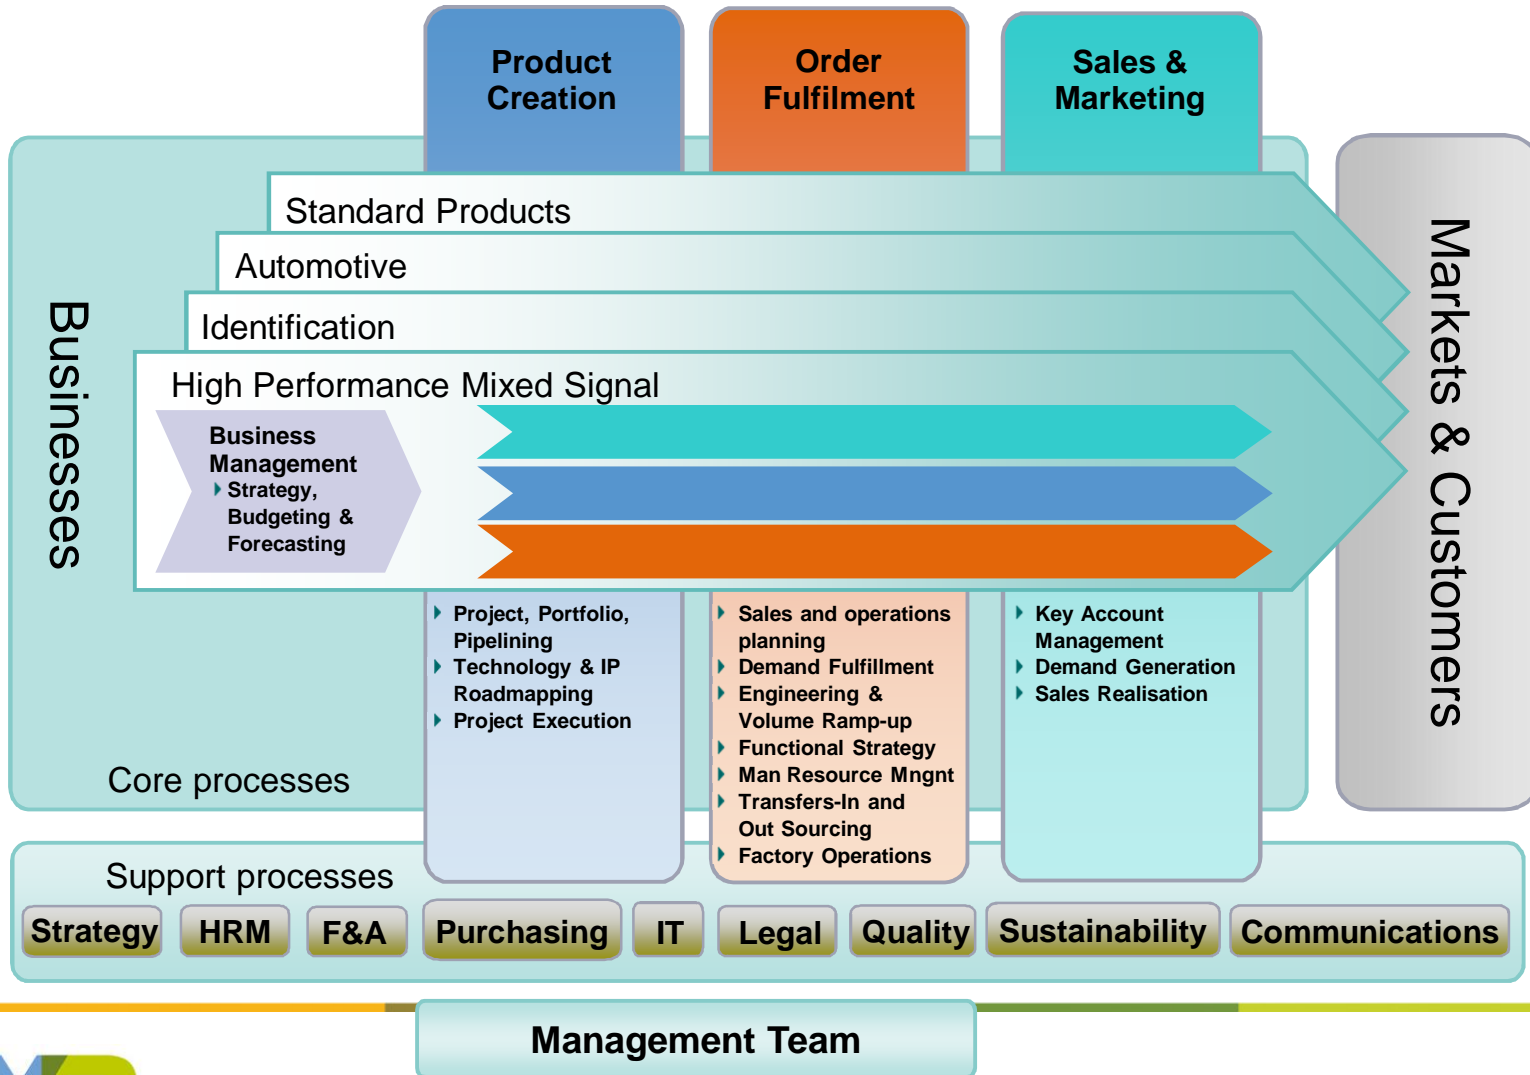 Product
Creation
Order
Fulfilment
Sales &
Marketing
Standard Products
Automotive
Identification
High Performance Mixed Signal
Businesses
Business
Management
Strategy,
Budgeting &
Forecasting
Markets & Customers
Project, Portfolio,
Pipelining
Technology & IP
Roadmapping
Project Execution
Sales and operations
planning
Demand Fulfillment
Engineering &
Volume Ramp-up
Functional Strategy
Man Resource Mngnt
Transfers-In and
Out Sourcing
Factory Operations
Key Account
Management
Demand Generation
Sales Realisation
Core processes
Support processes
Strategy
HRM
F&A
Purchasing
IT
Legal
Quality
Sustainability
Communications
Management Team